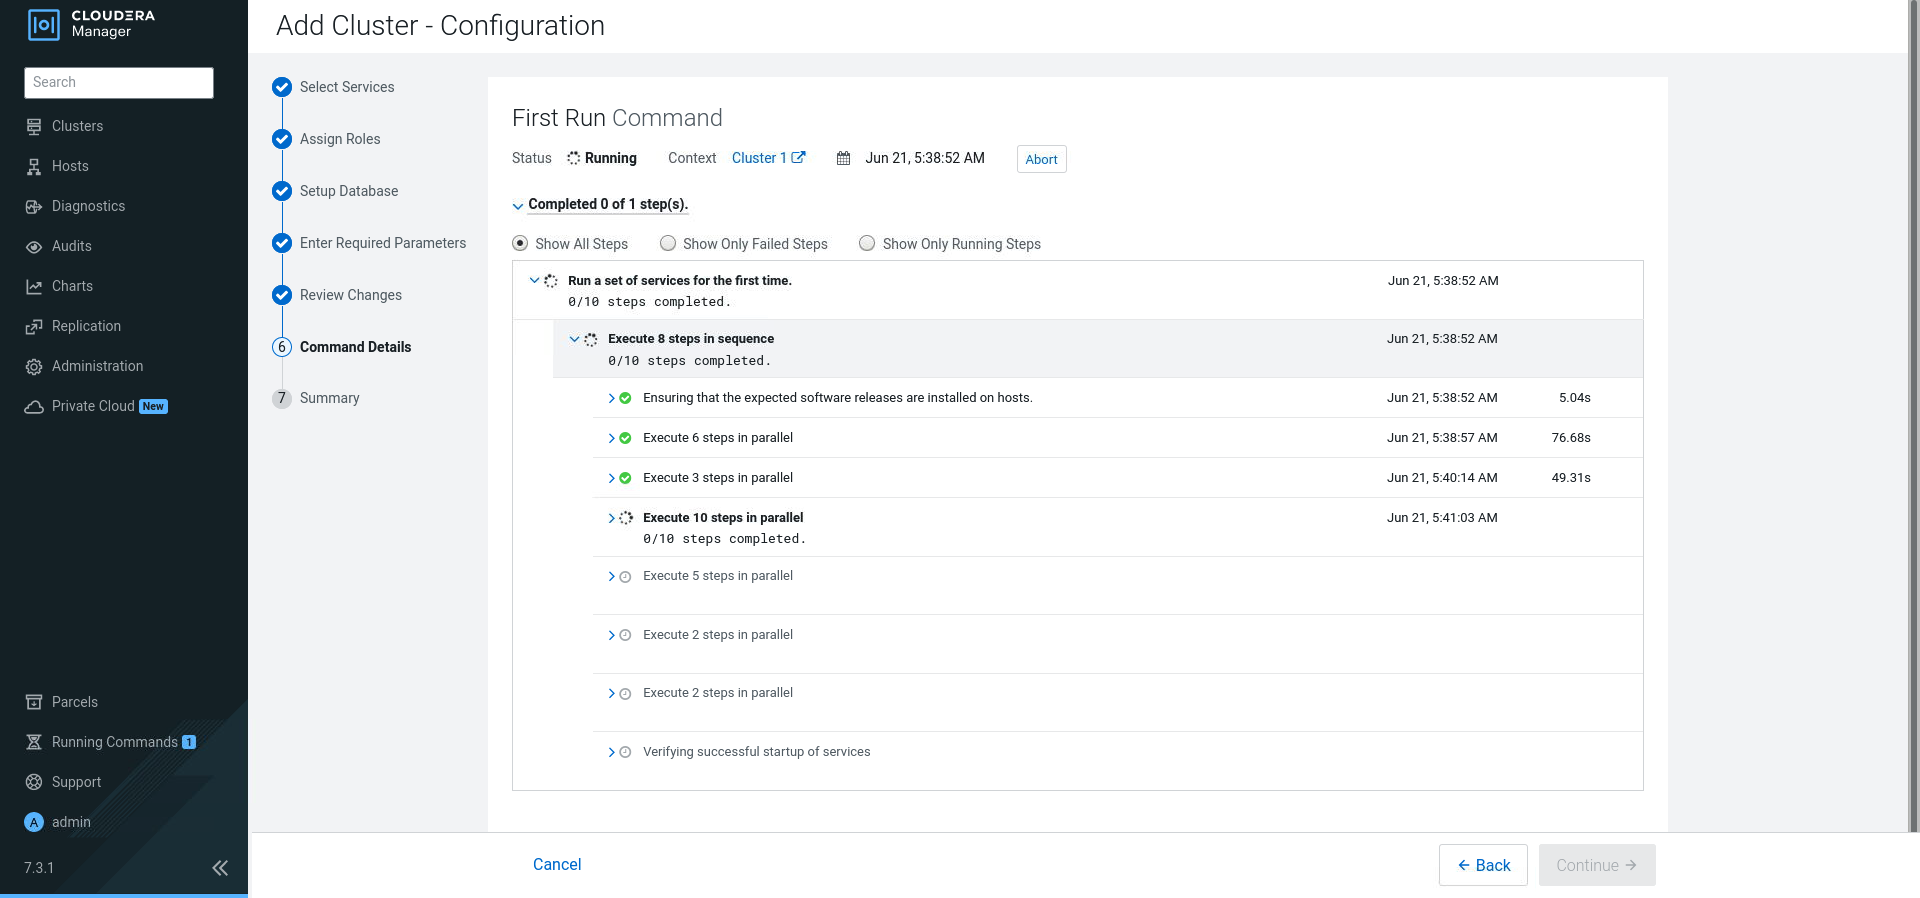 CLOUDERA
Manager
Search
Clusters
Hosts
Diagnostics
Audits
Charts
Replication
Administration
Private Cloud New
Parcels
Running Commands 1
Support
A admin
7.3.1
Add Cluster - Configuration
Select Services
Assign Roles
Setup Database
Enter Required Parameters
Review Changes
6 Command Details
7 Summary
First Run Command
Status Running Context Cluster 1 Jun 21, 5:38:52 AM Abort
Completed 0 of 1 step(s).
Show All Steps Show Only Failed Steps Show Only Running Steps
Run a set of services for the first time. Jun 21, 5:38:52 AM
0/10 steps completed.
Execute 8 steps in sequence Jun 21, 5:38:52 AM
0/10 steps completed.
Ensuring that the expected software releases are installed on hosts. Jun 21, 5:38:52 AM 5.04s
Execute 6 steps in parallel Jun 21, 5:38:57 AM 76.68s
Execute 3 steps in parallel Jun 21, 5:40:14 AM 49.31s
Execute 10 steps in parallel Jun 21, 5:41:03 AM
0/10 steps completed.
Execute 5 steps in parallel
Execute 2 steps in parallel
Execute 2 steps in parallel
Verifying successful startup of services
Cancel Back Continue